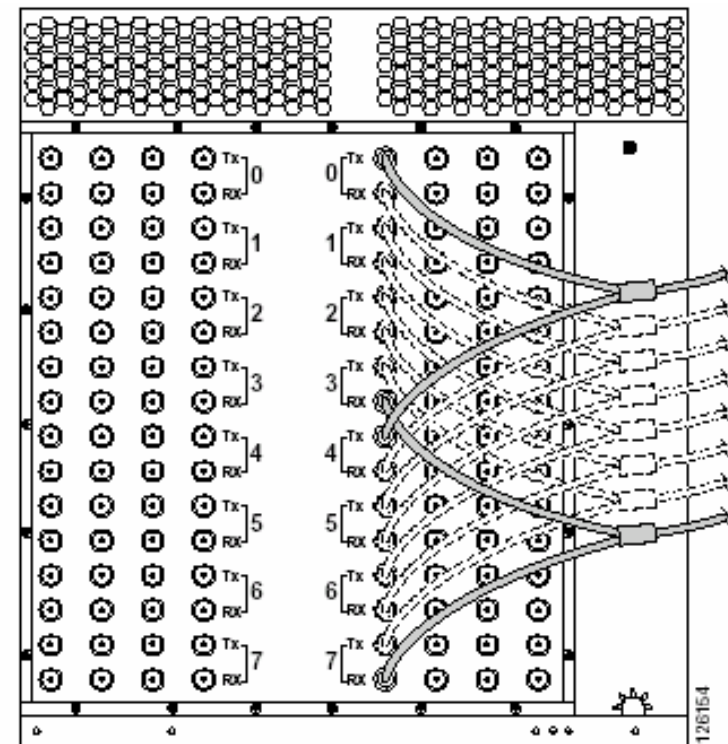 Tx 0 RX 0 Tx RX
Tx 1 RX 1 Tx RX
Tx 2 RX 2 Tx RX
Tx 3 RX 3 Tx RX
Tx 4 RX 4 Tx RX
Tx 5 RX 5 Tx RX
Tx 6 RX 6 Tx RX
Tx 7 RX 7 Tx RX
126154